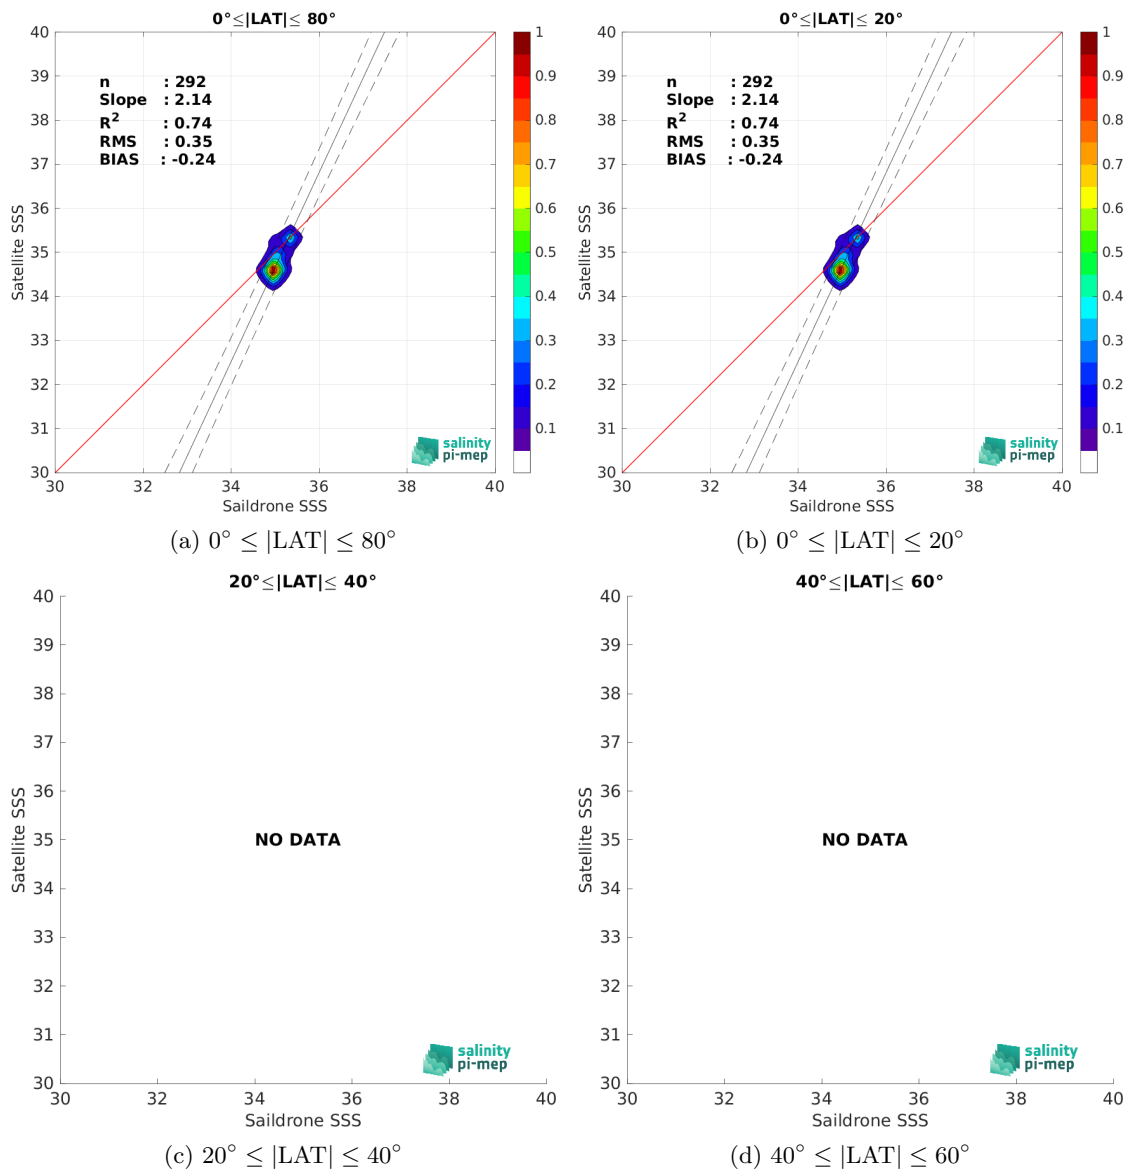 0°≤|LAT|≤ 80°
40
39
38
37
36
35
34
33
32
31
30
Satellite SSS
n : 292
Slope : 2.14
R² : 0.74
RMS : 0.35
BIAS : -0.24
1
0.9
0.8
0.7
0.6
0.5
0.4
0.3
0.2
0.1
salinity
pi-mep
30 32 34 36 38 40
Saildrone SSS
(a) 0° ≤ |LAT| ≤ 80°
0°≤|LAT|≤ 20°
40
39
38
37
36
35
34
33
32
31
30
Satellite SSS
n : 292
Slope : 2.14
R² : 0.74
RMS : 0.35
BIAS : -0.24
1
0.9
0.8
0.7
0.6
0.5
0.4
0.3
0.2
0.1
salinity
pi-mep
30 32 34 36 38 40
Saildrone SSS
(b) 0° ≤ |LAT| ≤ 20°
20°≤|LAT|≤ 40°
40
39
38
37
36
35
34
33
32
31
30
Satellite SSS
NO DATA
salinity
pi-mep
30 32 34 36 38 40
Saildrone SSS
(c) 20° ≤ |LAT| ≤ 40°
40°≤|LAT|≤ 60°
40
39
38
37
36
35
34
33
32
31
30
Satellite SSS
NO DATA
salinity
pi-mep
30 32 34 36 38 40
Saildrone SSS
(d) 40° ≤ |LAT| ≤ 60°